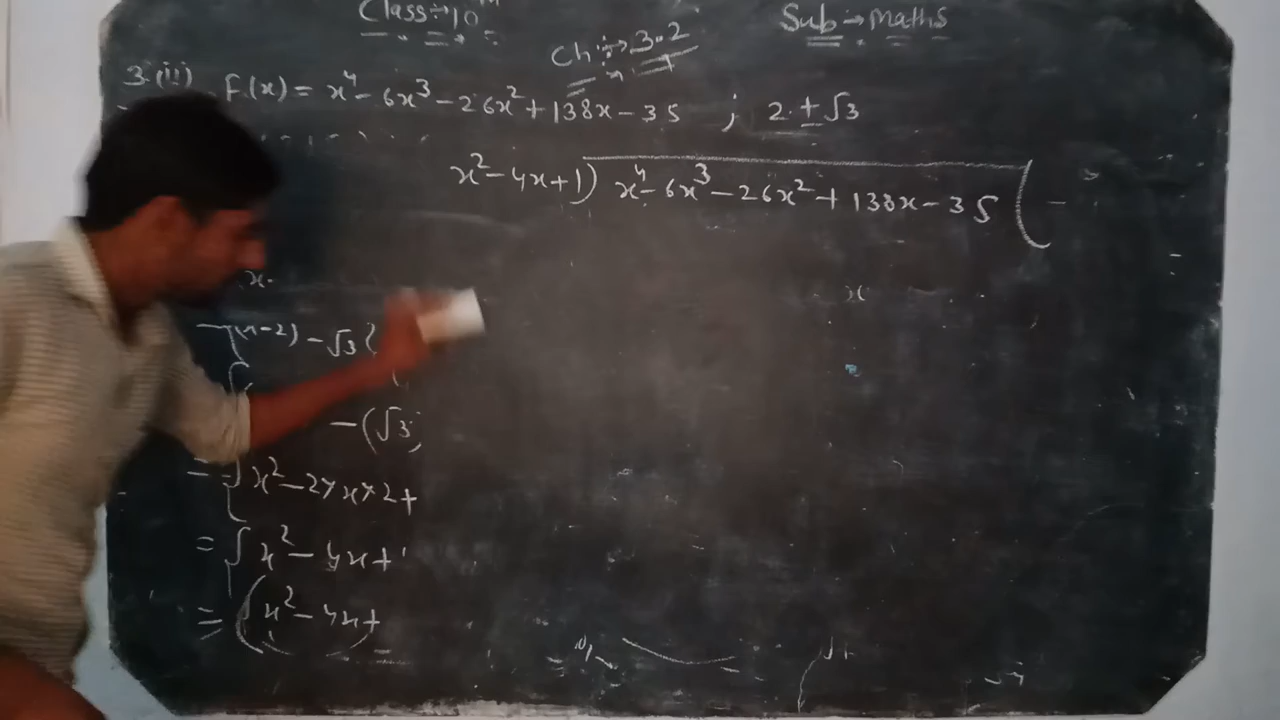 Class:- 10th
Sub → Maths
Ch :→ 3.2
3.(ii) F(x) = x⁴ - 6x³ - 26x² + 138x - 35 ; 2 ± √3
x² - 4x + 1) x⁴ - 6x³ - 26x² + 138x - 35 (
x
(x-2) - √3}
- (√3
= {x² - 2×x×2 +
= {x² - 4x +
= (x² - 4x +